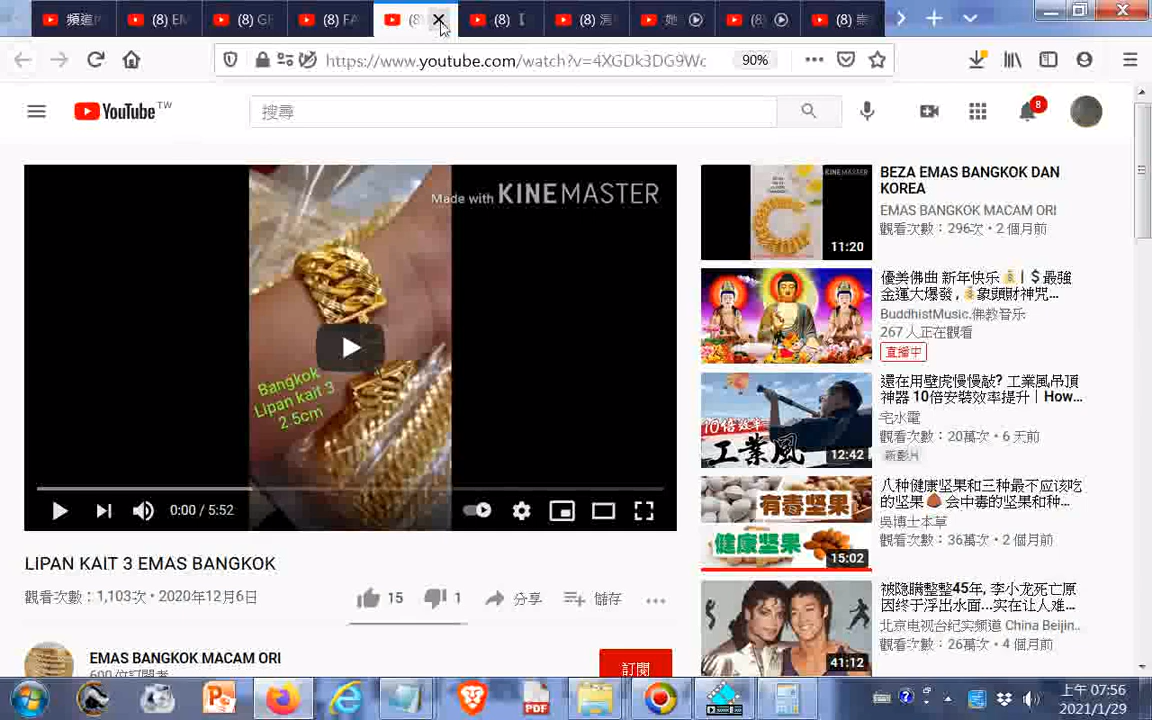 頻道
(8) EM
(8) GE
(8) FA
(8)
(8)
(8)
她
(8)
(8)
https://www.youtube.com/watch?v=4XGDk3DG9Wc
90%
YouTube TW
搜尋
8
Made with KINEMASTER
Bangkok
Lipan kait 3
2.5cm
0:00 / 5:52
LIPAN KAIT 3 EMAS BANGKOK
觀看次數：1,103次 • 2020年12月6日
15
1
分享
儲存
EMAS BANGKOK MACAM ORI
600 位訂閱者
訂閱
KINEMASTER
11:20
BEZA EMAS BANGKOK DAN
KOREA
EMAS BANGKOK MACAM ORI
觀看次數：296次 • 2 個月前
優美佛曲 新年快乐💰 | $最強
金運大爆發 , 💰象頭財神咒...
BuddhistMusic.佛教音乐
267 人正在觀看
直播中
10倍效率
工業風
12:42
還在用壁虎慢慢敲? 工業風吊頂
神器 10倍安裝效率提升｜How...
宅水電
觀看次數：20萬次 • 6 天前
新影片
有毒坚果
健康坚果
15:02
八种健康坚果和三种最不应该吃
的坚果🌰会中毒的坚果和种...
吳博士本草
觀看次數：36萬次 • 2 個月前
41:12
被隐瞒整整45年, 李小龙死亡原
因终于浮出水面...实在让人难...
北京电视台纪实频道 China Beijin...
觀看次數：26萬次 • 4 個月前
PDF
上午 07:56
2021/1/29